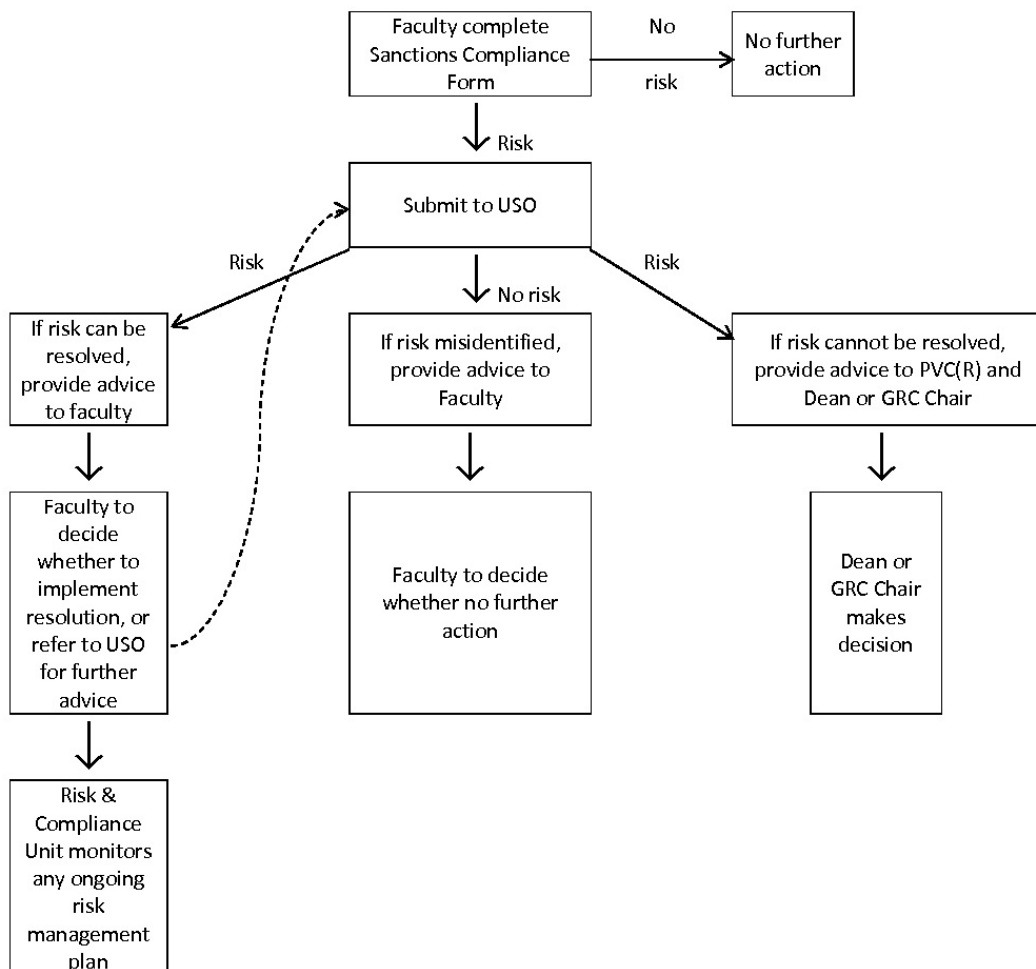 Faculty complete
Sanctions Compliance
Form
No
risk
No further
action
Risk
Submit to USO
Risk
No risk
Risk
If risk can be
resolved,
provide advice
to faculty
If risk misidentified,
provide advice to
Faculty
If risk cannot be resolved,
provide advice to PVC(R) and
Dean or GRC Chair
Faculty to
decide
whether to
implement
resolution, or
refer to USO
for further
advice
Faculty to decide
whether no further
action
Dean or
GRC Chair
makes
decision
Risk &
Compliance
Unit monitors
any ongoing
risk
management
plan